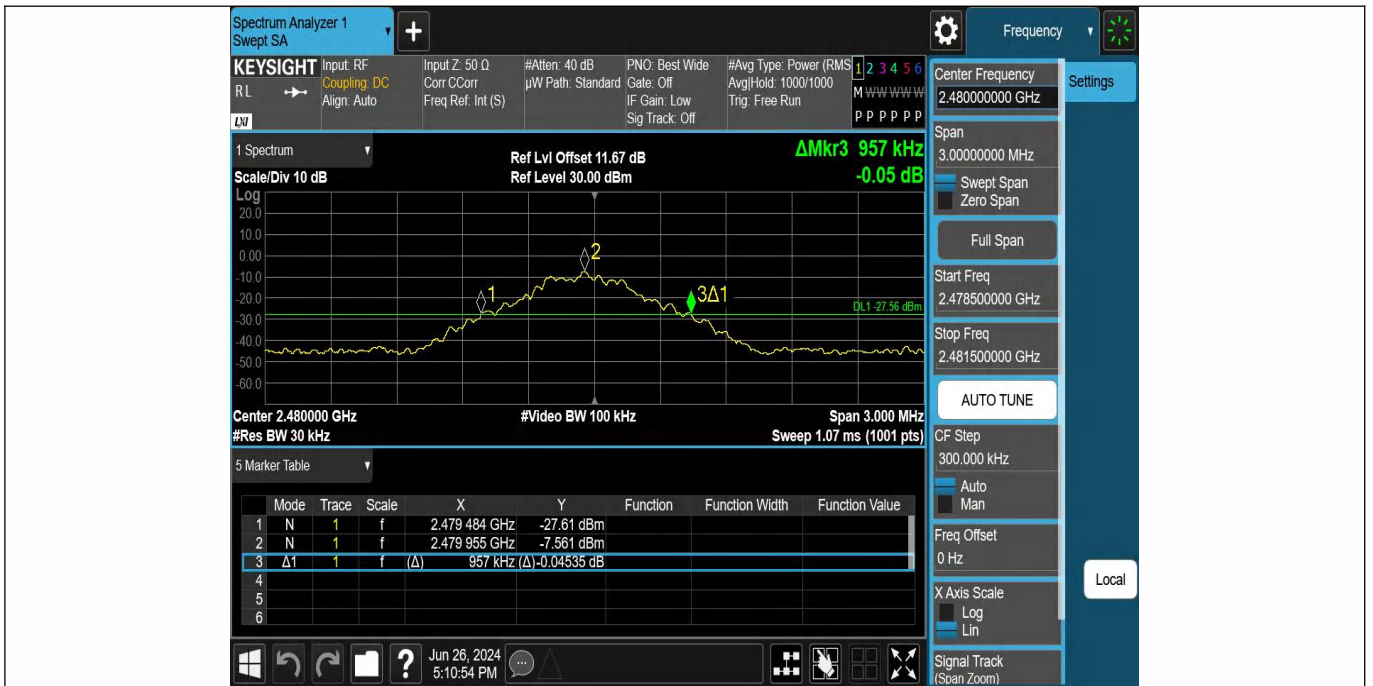 Spectrum Analyzer 1
Swept SA
+
Frequency
KEYSIGHT
RL
LXI
Input: RF
Coupling: DC
Align: Auto
Input Z: 50 Ω
Corr CCorr
Freq Ref: Int (S)
#Atten: 40 dB
µW Path: Standard
PNO: Best Wide
Gate: Off
IF Gain: Low
Sig Track: Off
#Avg Type: Power (RMS
Avg|Hold: 1000/1000
Trig: Free Run
1 2 3 4 5 6
M W W W W W
P P P P P P
1 Spectrum
Scale/Div 10 dB
Ref Lvl Offset 11.67 dB
Ref Level 30.00 dBm
ΔMkr3 957 kHz
-0.05 dB
Log
20.0
10.0
0.00
-10.0
-20.0
-30.0
-40.0
-50.0
-60.0
1
2
3Δ1
DL1 -27.56 dBm
Center 2.480000 GHz
#Video BW 100 kHz
Span 3.000 MHz
#Res BW 30 kHz
Sweep 1.07 ms (1001 pts)
5 Marker Table
Mode Trace Scale X Y Function Function Width Function Value
1 N 1 f 2.479 484 GHz -27.61 dBm
2 N 1 f 2.479 955 GHz -7.561 dBm
3 Δ1 1 f (Δ) 957 kHz (Δ) -0.04535 dB
4
5
6
?
Jun 26, 2024
5:10:54 PM
Center Frequency
2.480000000 GHz
Settings
Span
3.00000000 MHz
Swept Span
Zero Span
Full Span
Start Freq
2.478500000 GHz
Stop Freq
2.481500000 GHz
AUTO TUNE
CF Step
300.000 kHz
Auto
Man
Freq Offset
0 Hz
X Axis Scale
Log
Lin
Signal Track
(Span Zoom)
Local